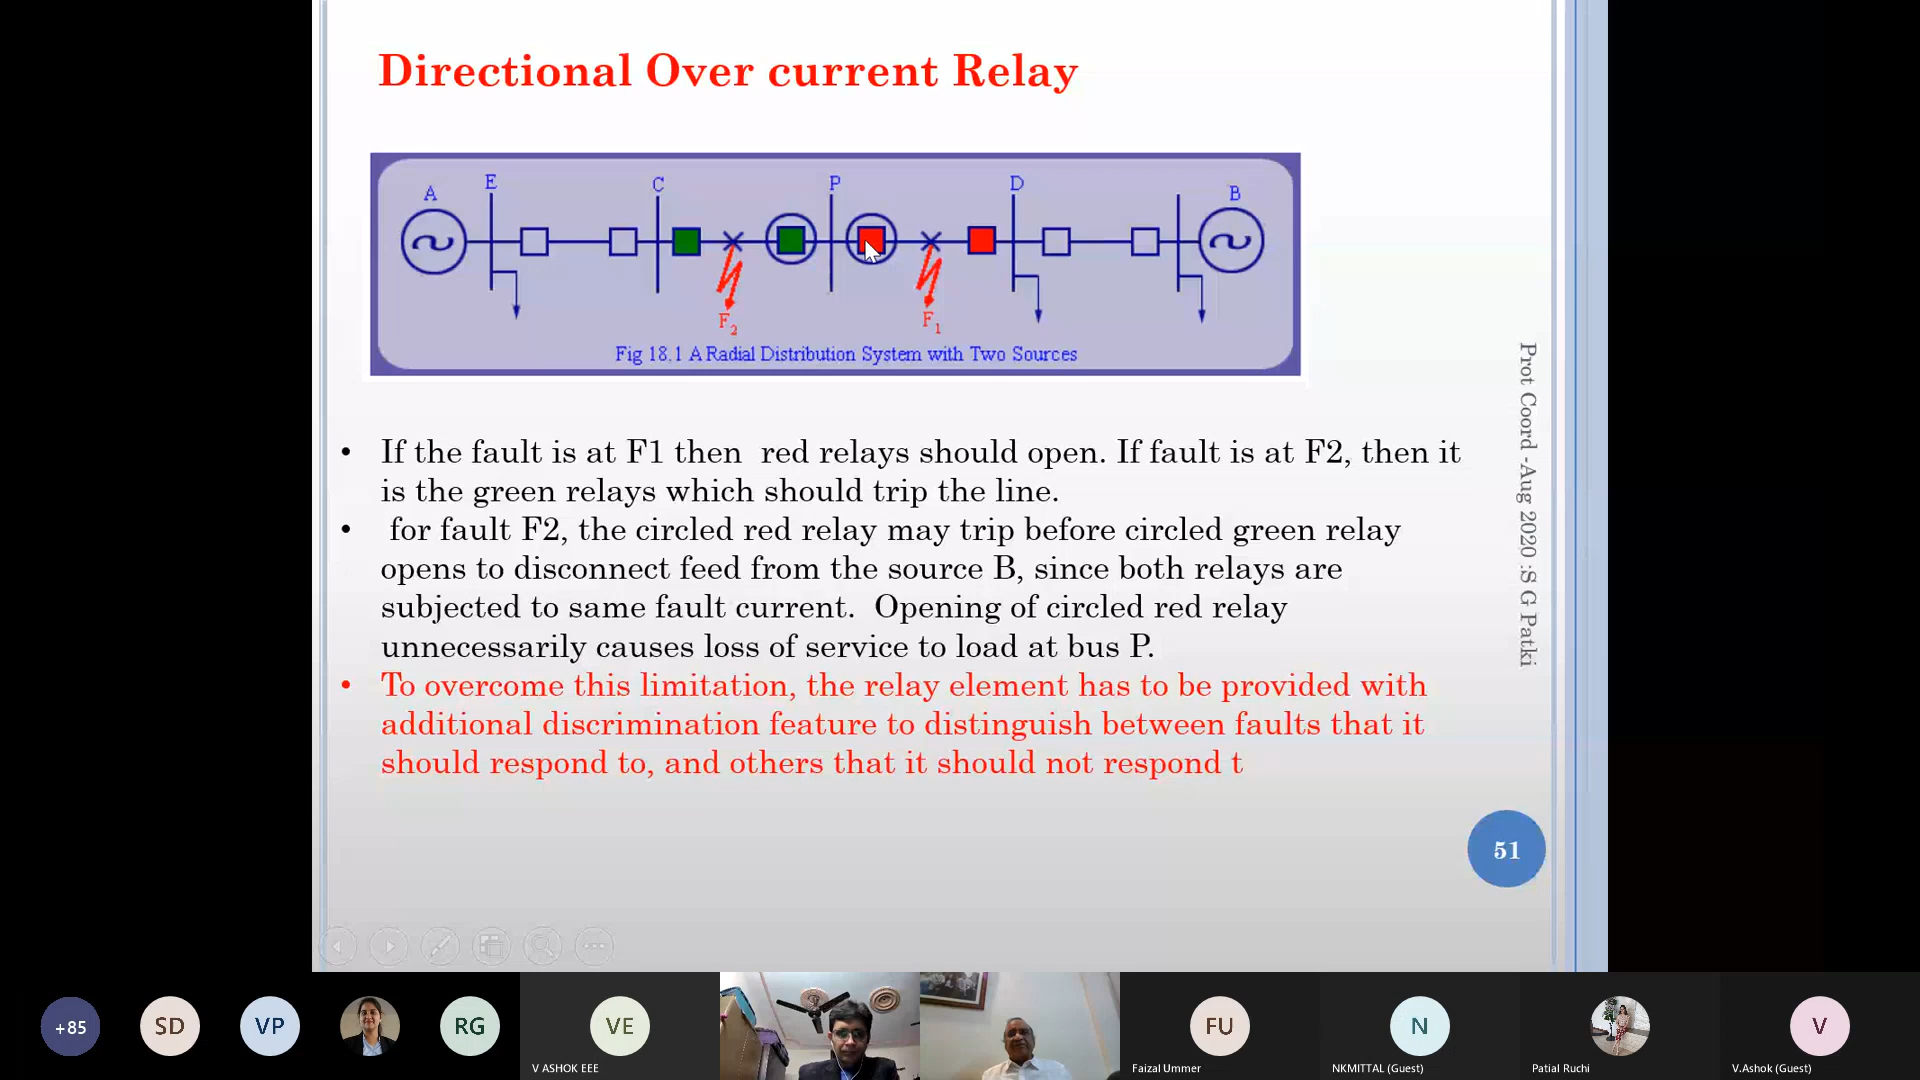 Directional Over current Relay
A E C P D B
F2 F1
Fig 18.1 A Radial Distribution System with Two Sources
• If the fault is at F1 then  red relays should open. If fault is at F2, then it
is the green relays which should trip the line.
•  for fault F2, the circled red relay may trip before circled green relay
opens to disconnect feed from the source B, since both relays are
subjected to same fault current.  Opening of circled red relay
unnecessarily causes loss of service to load at bus P.
• To overcome this limitation, the relay element has to be provided with
additional discrimination feature to distinguish between faults that it
should respond to, and others that it should not respond t
Prot Coord -Aug 2020 :S G Patki
51
+85 SD VP RG VE FU N V
V ASHOK EEE Faizal Ummer NKMITTAL (Guest) Patial Ruchi V.Ashok (Guest)